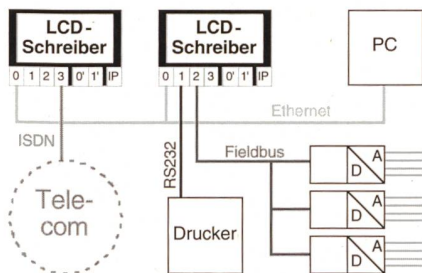 LCD-
Schreiber
0 1 2 3 0' 1' IP
LCD-
Schreiber
0 1 2 3 0' 1' IP
PC
Ethernet
ISDN
RS232
Fieldbus
Tele-
com
Drucker
A
D
A
D
A
D